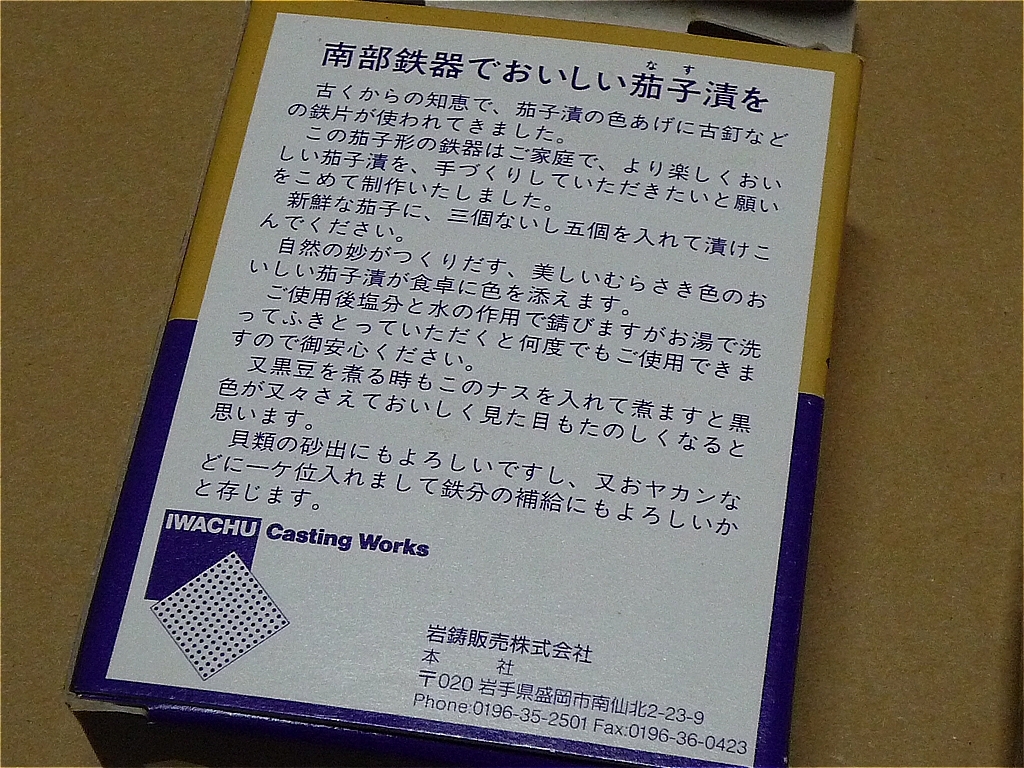 南部鉄器でおいしい茄子漬を
なす
古くからの知恵で、茄子漬の色あげに古釘など
の鉄片が使われてきました。
この茄子形の鉄器はご家庭で、より楽しくおい
しい茄子漬を、手づくりしていただきたいと願い
をこめて制作いたしました。
新鮮な茄子に、三個ないし五個を入れて漬けこ
んでください。
自然の妙がつくりだす、美しいむらさき色のお
いしい茄子漬が食卓に色を添えます。
ご使用後塩分と水の作用で錆びますがお湯で洗
ってふきとっていただくと何度でもご使用できま
すので御安心ください。
又黒豆を煮る時もこのナスを入れて煮ますと黒
色が又々さえておいしく見た目もたのしくなると
思います。
貝類の砂出にもよろしいですし、又おヤカンな
どに一ケ位入れまして鉄分の補給にもよろしいか
と存じます。
IWACHU Casting Works
岩鋳販売株式会社
本 社
〒020 岩手県盛岡市南仙北2-23-9
Phone:0196-35-2501 Fax:0196-36-0423